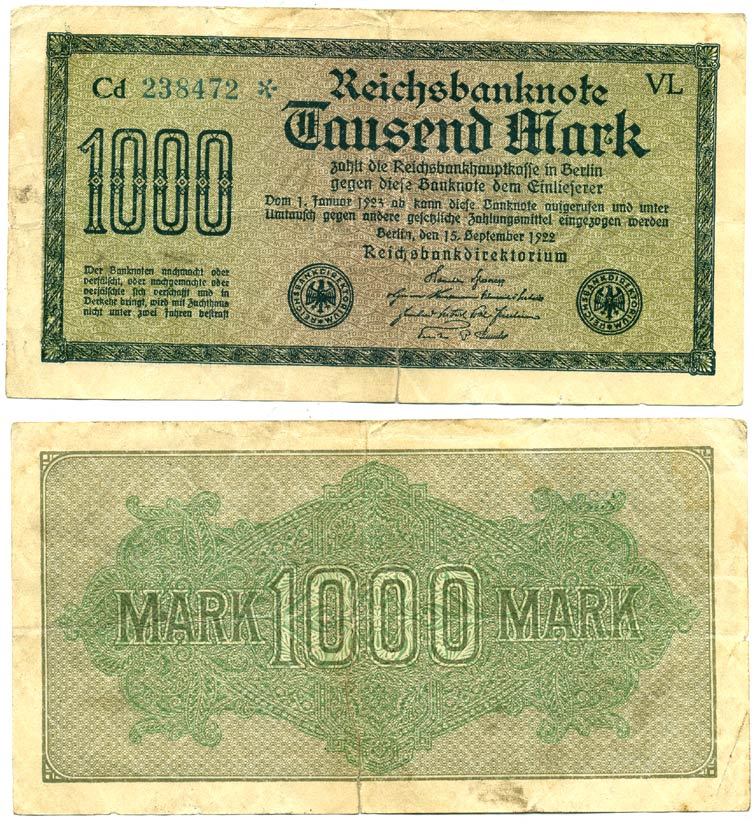 Cd 238472 *
VL
Reichsbanknote
Tausend Mark
1000
zahlt die Reichsbankhauptkasse in Berlin
gegen diese Banknote dem Einlieferer
Vom 1. Januar 1923 ab kann diese Banknote aufgerufen und unter
Umtausch gegen andere gesetzliche Zahlungsmittel eingezogen werden
Berlin, den 15. September 1922
Reichsbankdirektorium
Wer Banknoten nachmacht oder
verfälscht, oder nachgemachte oder
verfälschte sich verschafft und in
Verkehr bringt, wird mit Zuchthaus
nicht unter zwei Jahren bestraft
REICHSBANKDIREKTORIUM
REICHSBANKDIREKTORIUM
MARK 1000 MARK